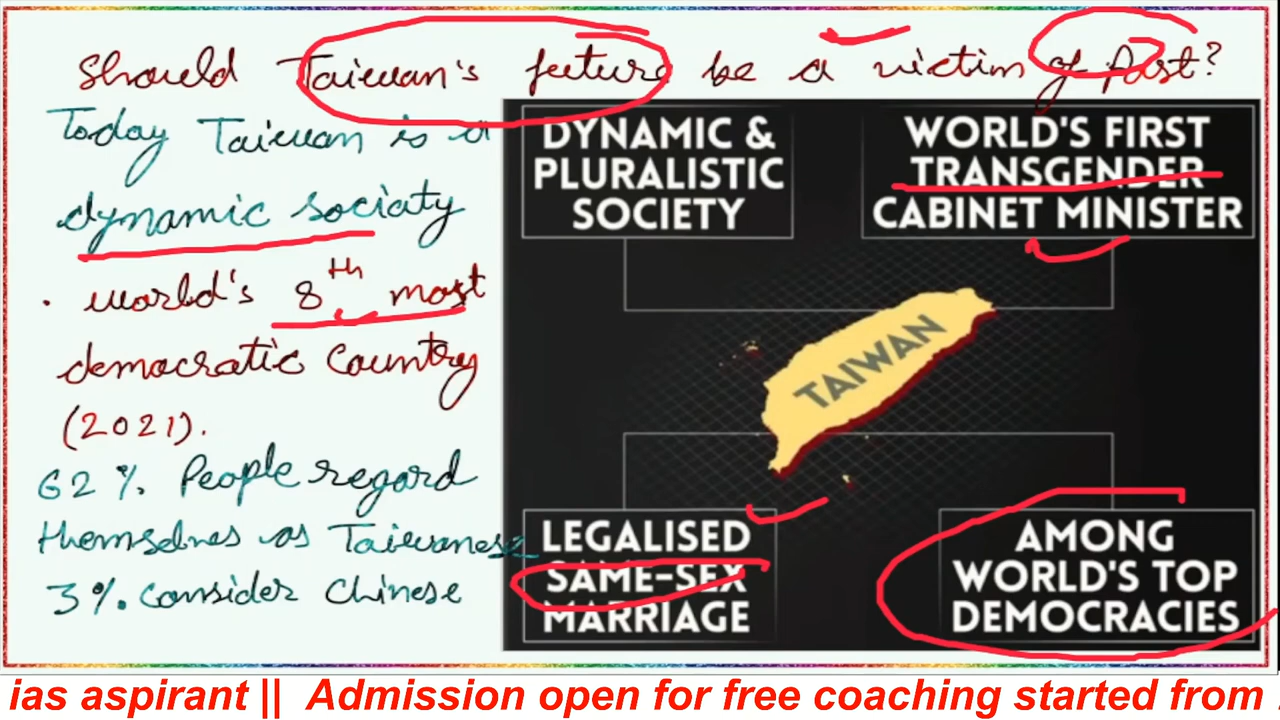 Should Taiwan's future be a victim of Past?
Today Taiwan is a
dynamic sociaty
. world's 8th most
democratic country
(2021).
62%. People regard
themselves as Taiwanese
3%. consider Chinese
DYNAMIC &
PLURALISTIC
SOCIETY
WORLD'S FIRST
TRANSGENDER
CABINET MINISTER
TAIWAN
LEGALISED
SAME-SEX
MARRIAGE
AMONG
WORLD'S TOP
DEMOCRACIES
ias aspirant || Admission open for free coaching started from